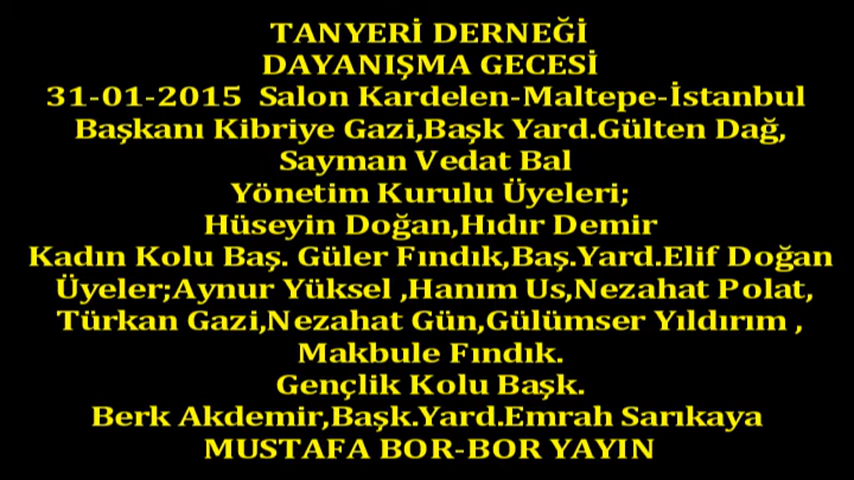 TANYERİ DERNEĞİ
DAYANIŞMA GECESİ
31-01-2015 Salon Kardelen-Maltepe-İstanbul
Başkanı Kibriye Gazi,Başk Yard.Gülten Dağ,
Sayman Vedat Bal
Yönetim Kurulu Üyeleri;
Hüseyin Doğan,Hıdır Demir
Kadın Kolu Baş. Güler Fındık,Baş.Yard.Elif Doğan
Üyeler;Aynur Yüksel ,Hanım Us,Nezahat Polat,
Türkan Gazi,Nezahat Gün,Gülümser Yıldırım ,
Makbule Fındık.
Gençlik Kolu Başk.
Berk Akdemir,Başk.Yard.Emrah Sarıkaya
MUSTAFA BOR-BOR YAYIN